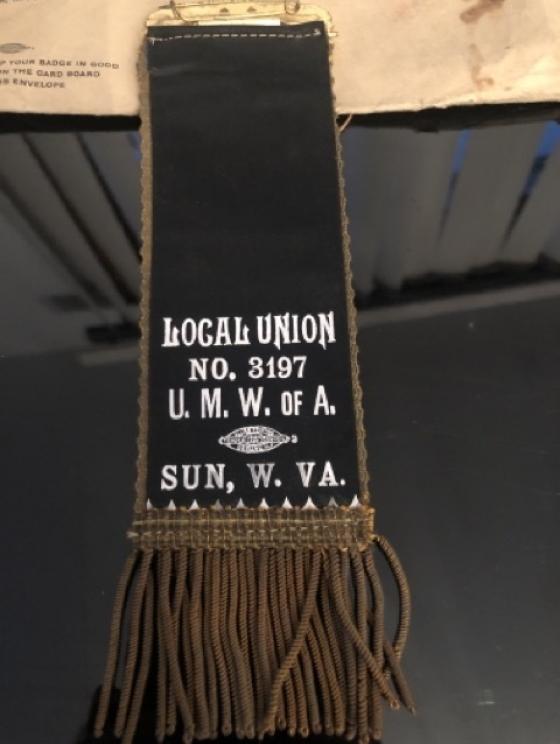 P YOUR BADGE IN GOOD
N THE CARD BOARD
S ENVELOPE
LOCAL UNION
NO. 3197
U. M. W. OF A.
SUN, W. VA.